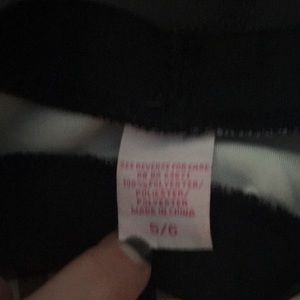 SEE REVERSE FOR CARE
100% POLYESTER/
POLIESTER/
POLYESTER
MADE IN CHINA
5/6